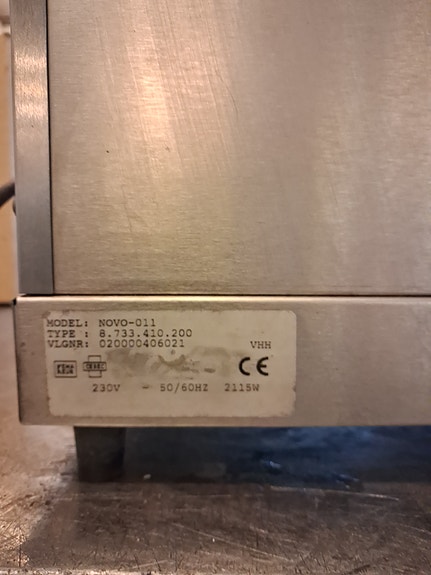 MODEL: NOVO-011
TYPE : 8.733.410.200
VLGNR: 020000406021 VHH
CE
230V ~ 50/60HZ 2115W